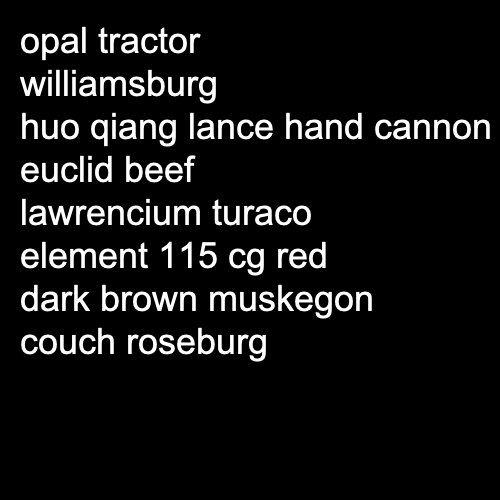 opal tractor
williamsburg
huo qiang lance hand cannon
euclid beef
lawrencium turaco
element 115 cg red
dark brown muskegon
couch roseburg